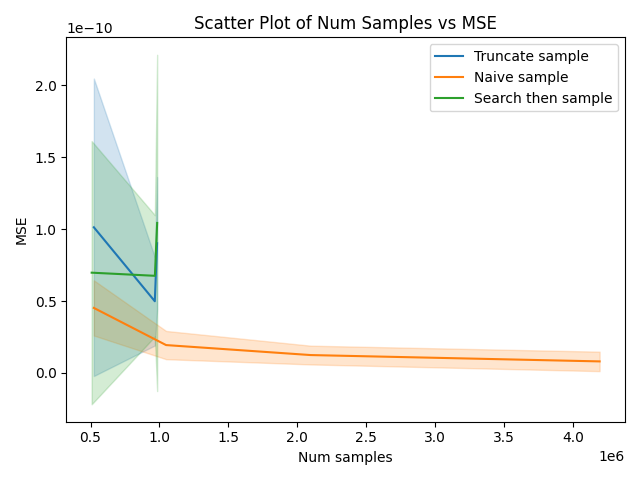 Scatter Plot of Num Samples vs MSE
1e−10
Truncate sample
Naive sample
Search then sample
2.0
1.5
1.0
0.5
0.0
MSE
0.5 1.0 1.5 2.0 2.5 3.0 3.5 4.0
Num samples
1e6